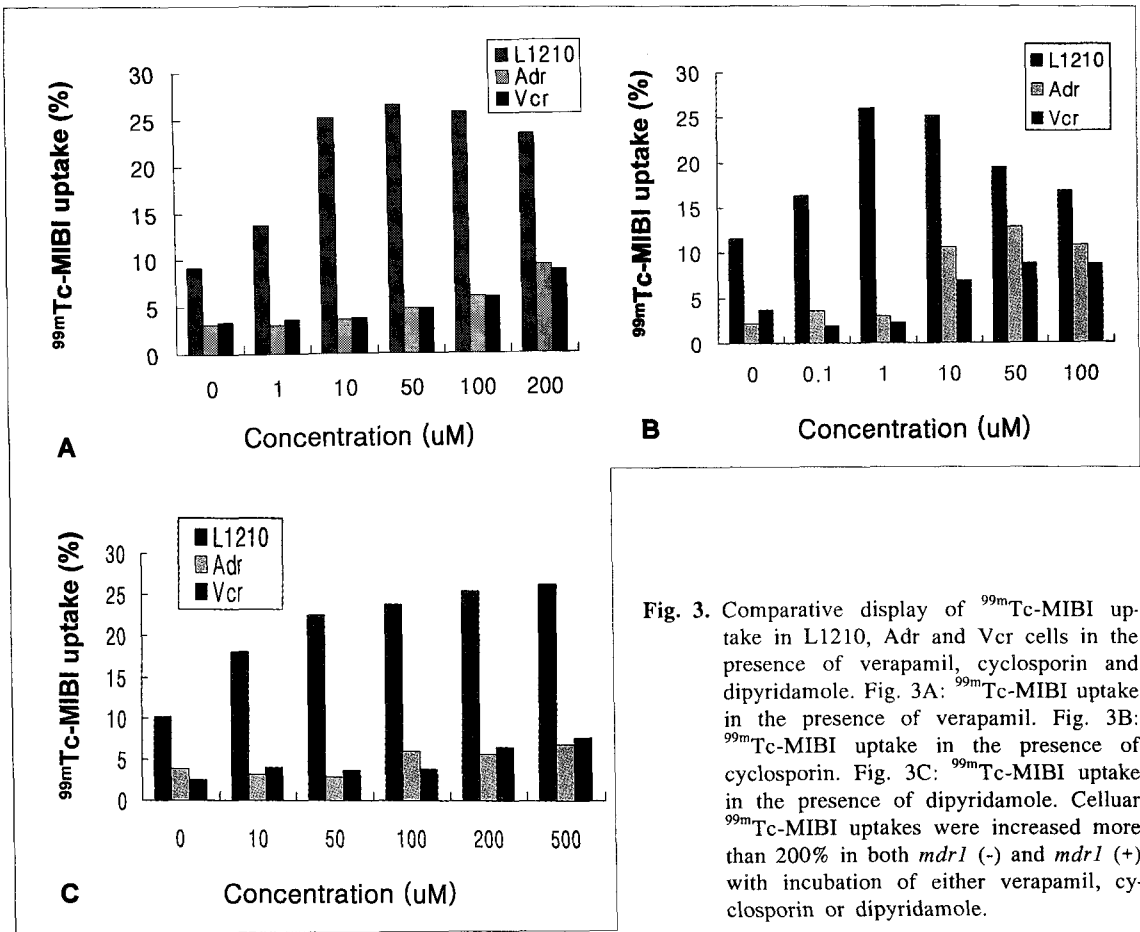 L1210
Adr
Vcr
99mTc-MIBI uptake (%)
30
25
20
15
10
5
0
0 1 10 50 100 200
Concentration (uM)
A
L1210
Adr
Vcr
99mTc-MIBI uptake (%)
30
25
20
15
10
5
0
0 0.1 1 10 50 100
Concentration (uM)
B
L1210
Adr
Vcr
99mTc-MIBI uptake (%)
30
25
20
15
10
5
0
0 10 50 100 200 500
Concentration (uM)
C
Fig. 3. Comparative display of 99mTc-MIBI up-
take in L1210, Adr and Vcr cells in the
presence of verapamil, cyclosporin and
dipyridamole. Fig. 3A: 99mTc-MIBI uptake
in the presence of verapamil. Fig. 3B:
99mTc-MIBI uptake in the presence of
cyclosporin. Fig. 3C: 99mTc-MIBI uptake
in the presence of dipyridamole. Celluar
99mTc-MIBI uptakes were increased more
than 200% in both mdr1 (-) and mdr1 (+)
with incubation of either verapamil, cy-
closporin or dipyridamole.